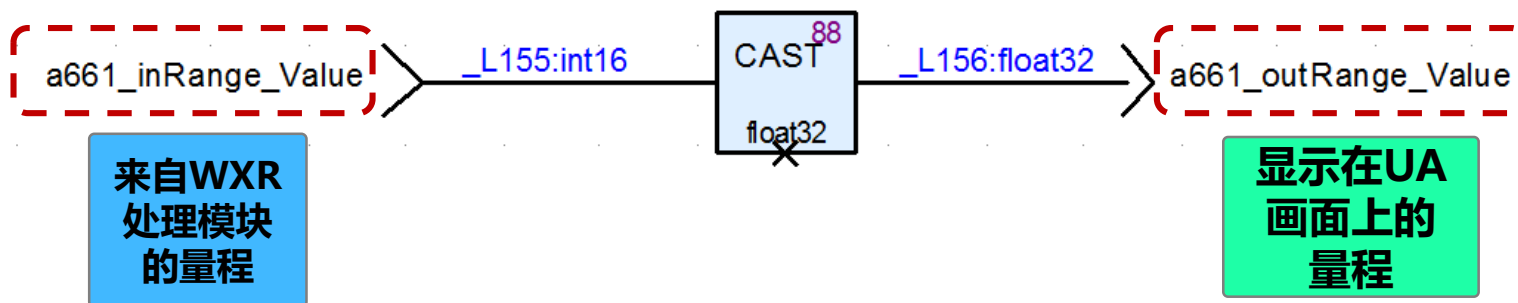 88
CAST
_L155:int16
_L156:float32
a661_inRange_Value
a661_outRange_Value
float32
来自WXR
处理模块
的量程
显示在UA
画面上的
量程